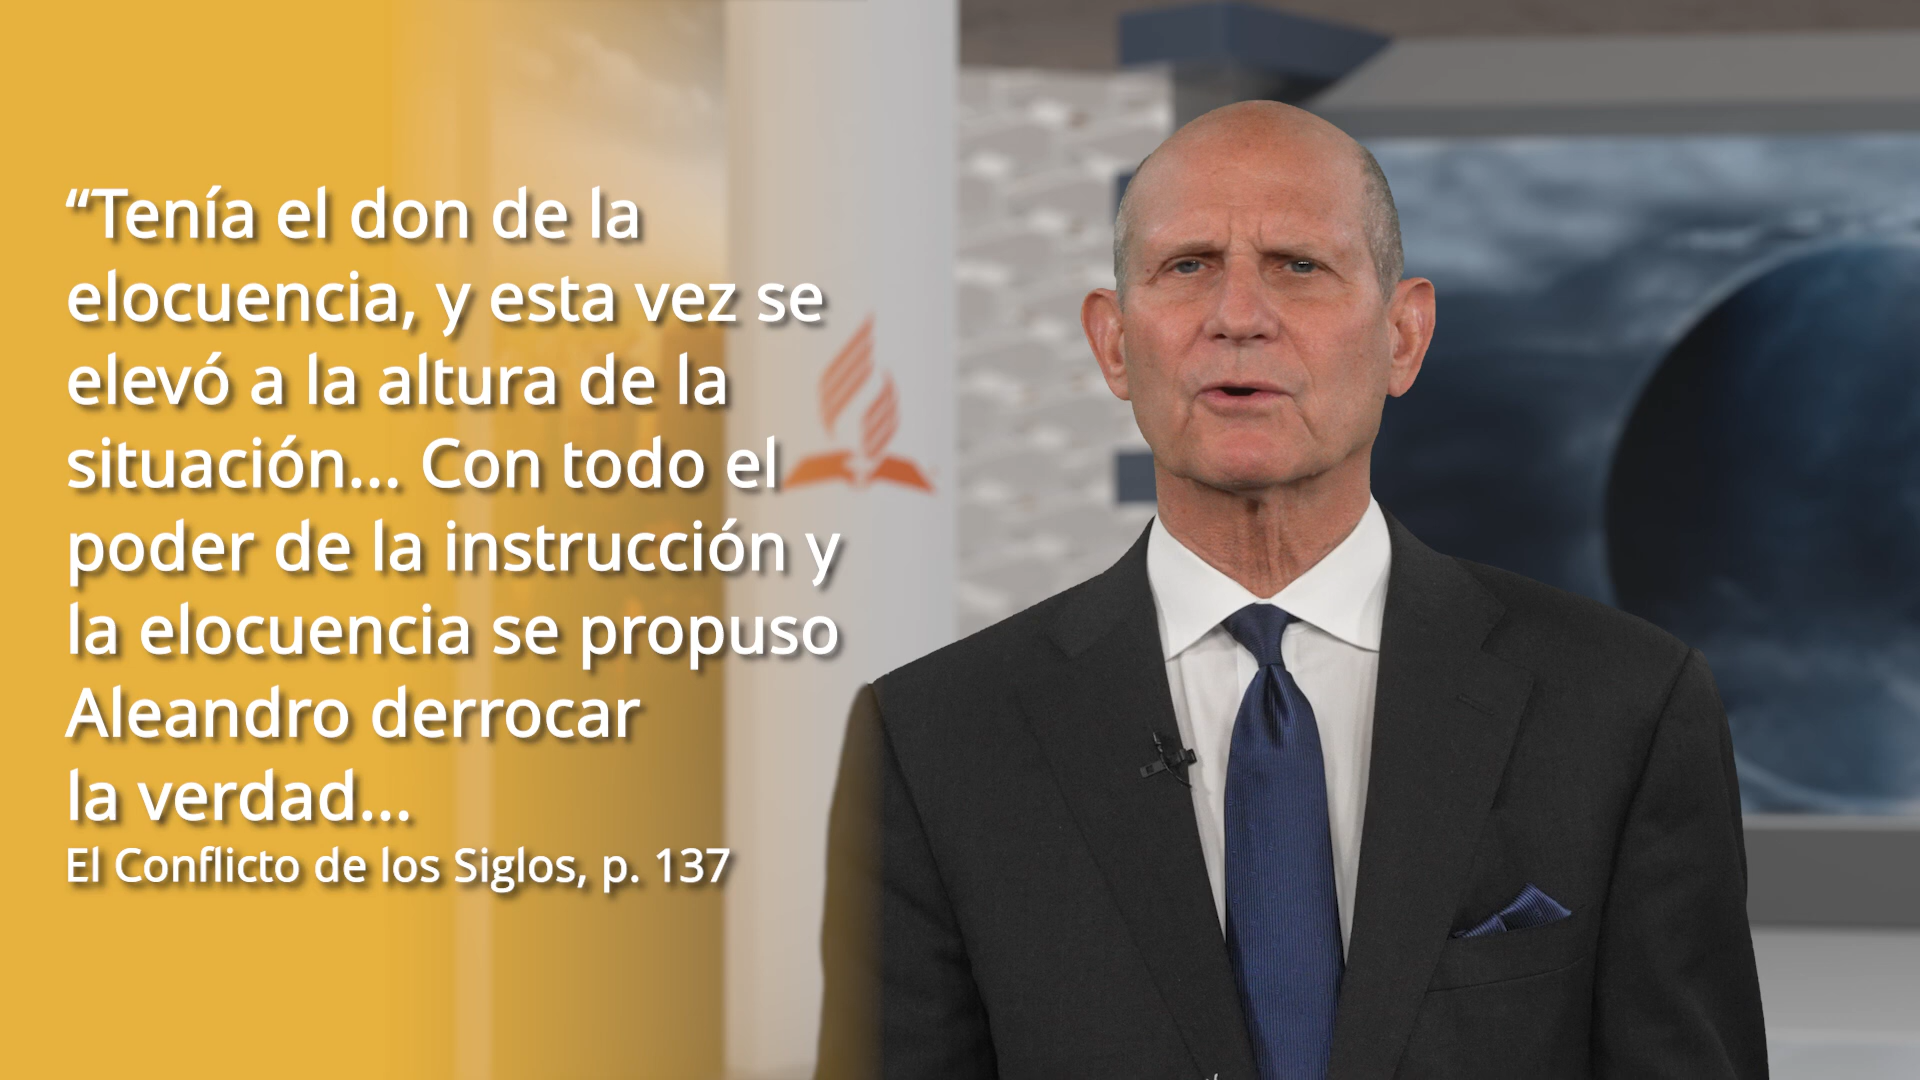 “Tenía el don de la
elocuencia, y esta vez se
elevó a la altura de la
situación... Con todo el
poder de la instrucción y
la elocuencia se propuso
Aleandro derrocar
la verdad...
El Conflicto de los Siglos, p. 137